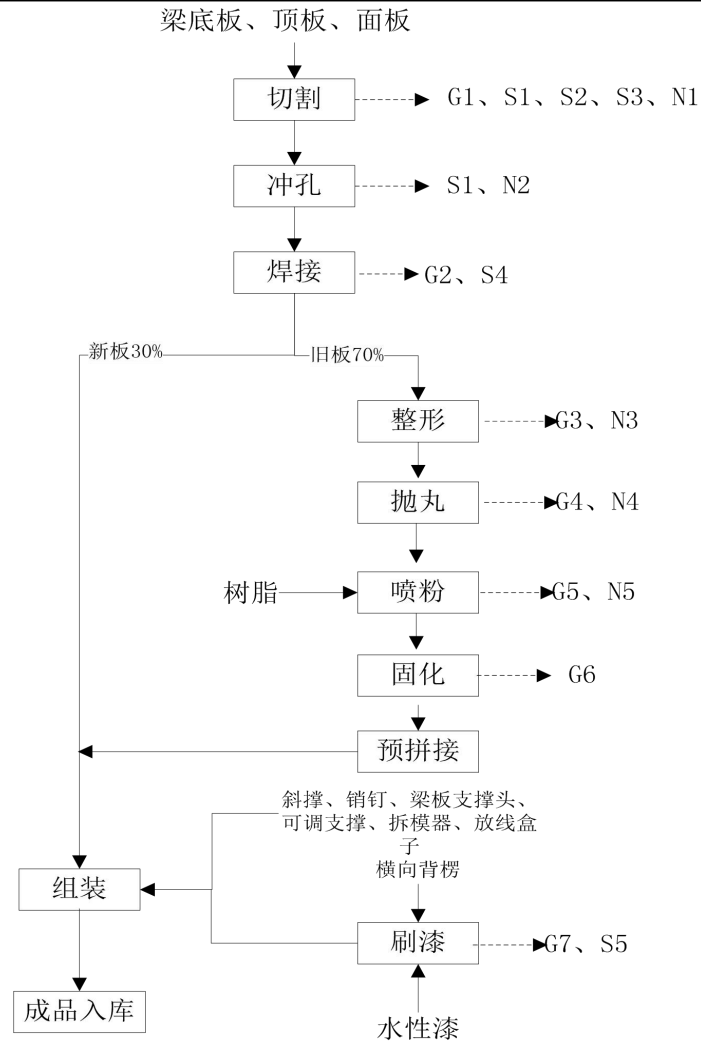 梁底板、顶板、面板
切割
G1、S1、S2、S3、N1
冲孔
S1、N2
焊接
G2、S4
新板30%
旧板70%
整形
G3、N3
抛丸
G4、N4
树脂
喷粉
G5、N5
固化
G6
预拼接
斜撑、销钉、梁板支撑头、
可调支撑、拆模器、放线盒
子
横向背楞
组装
刷漆
G7、S5
成品入库
水性漆